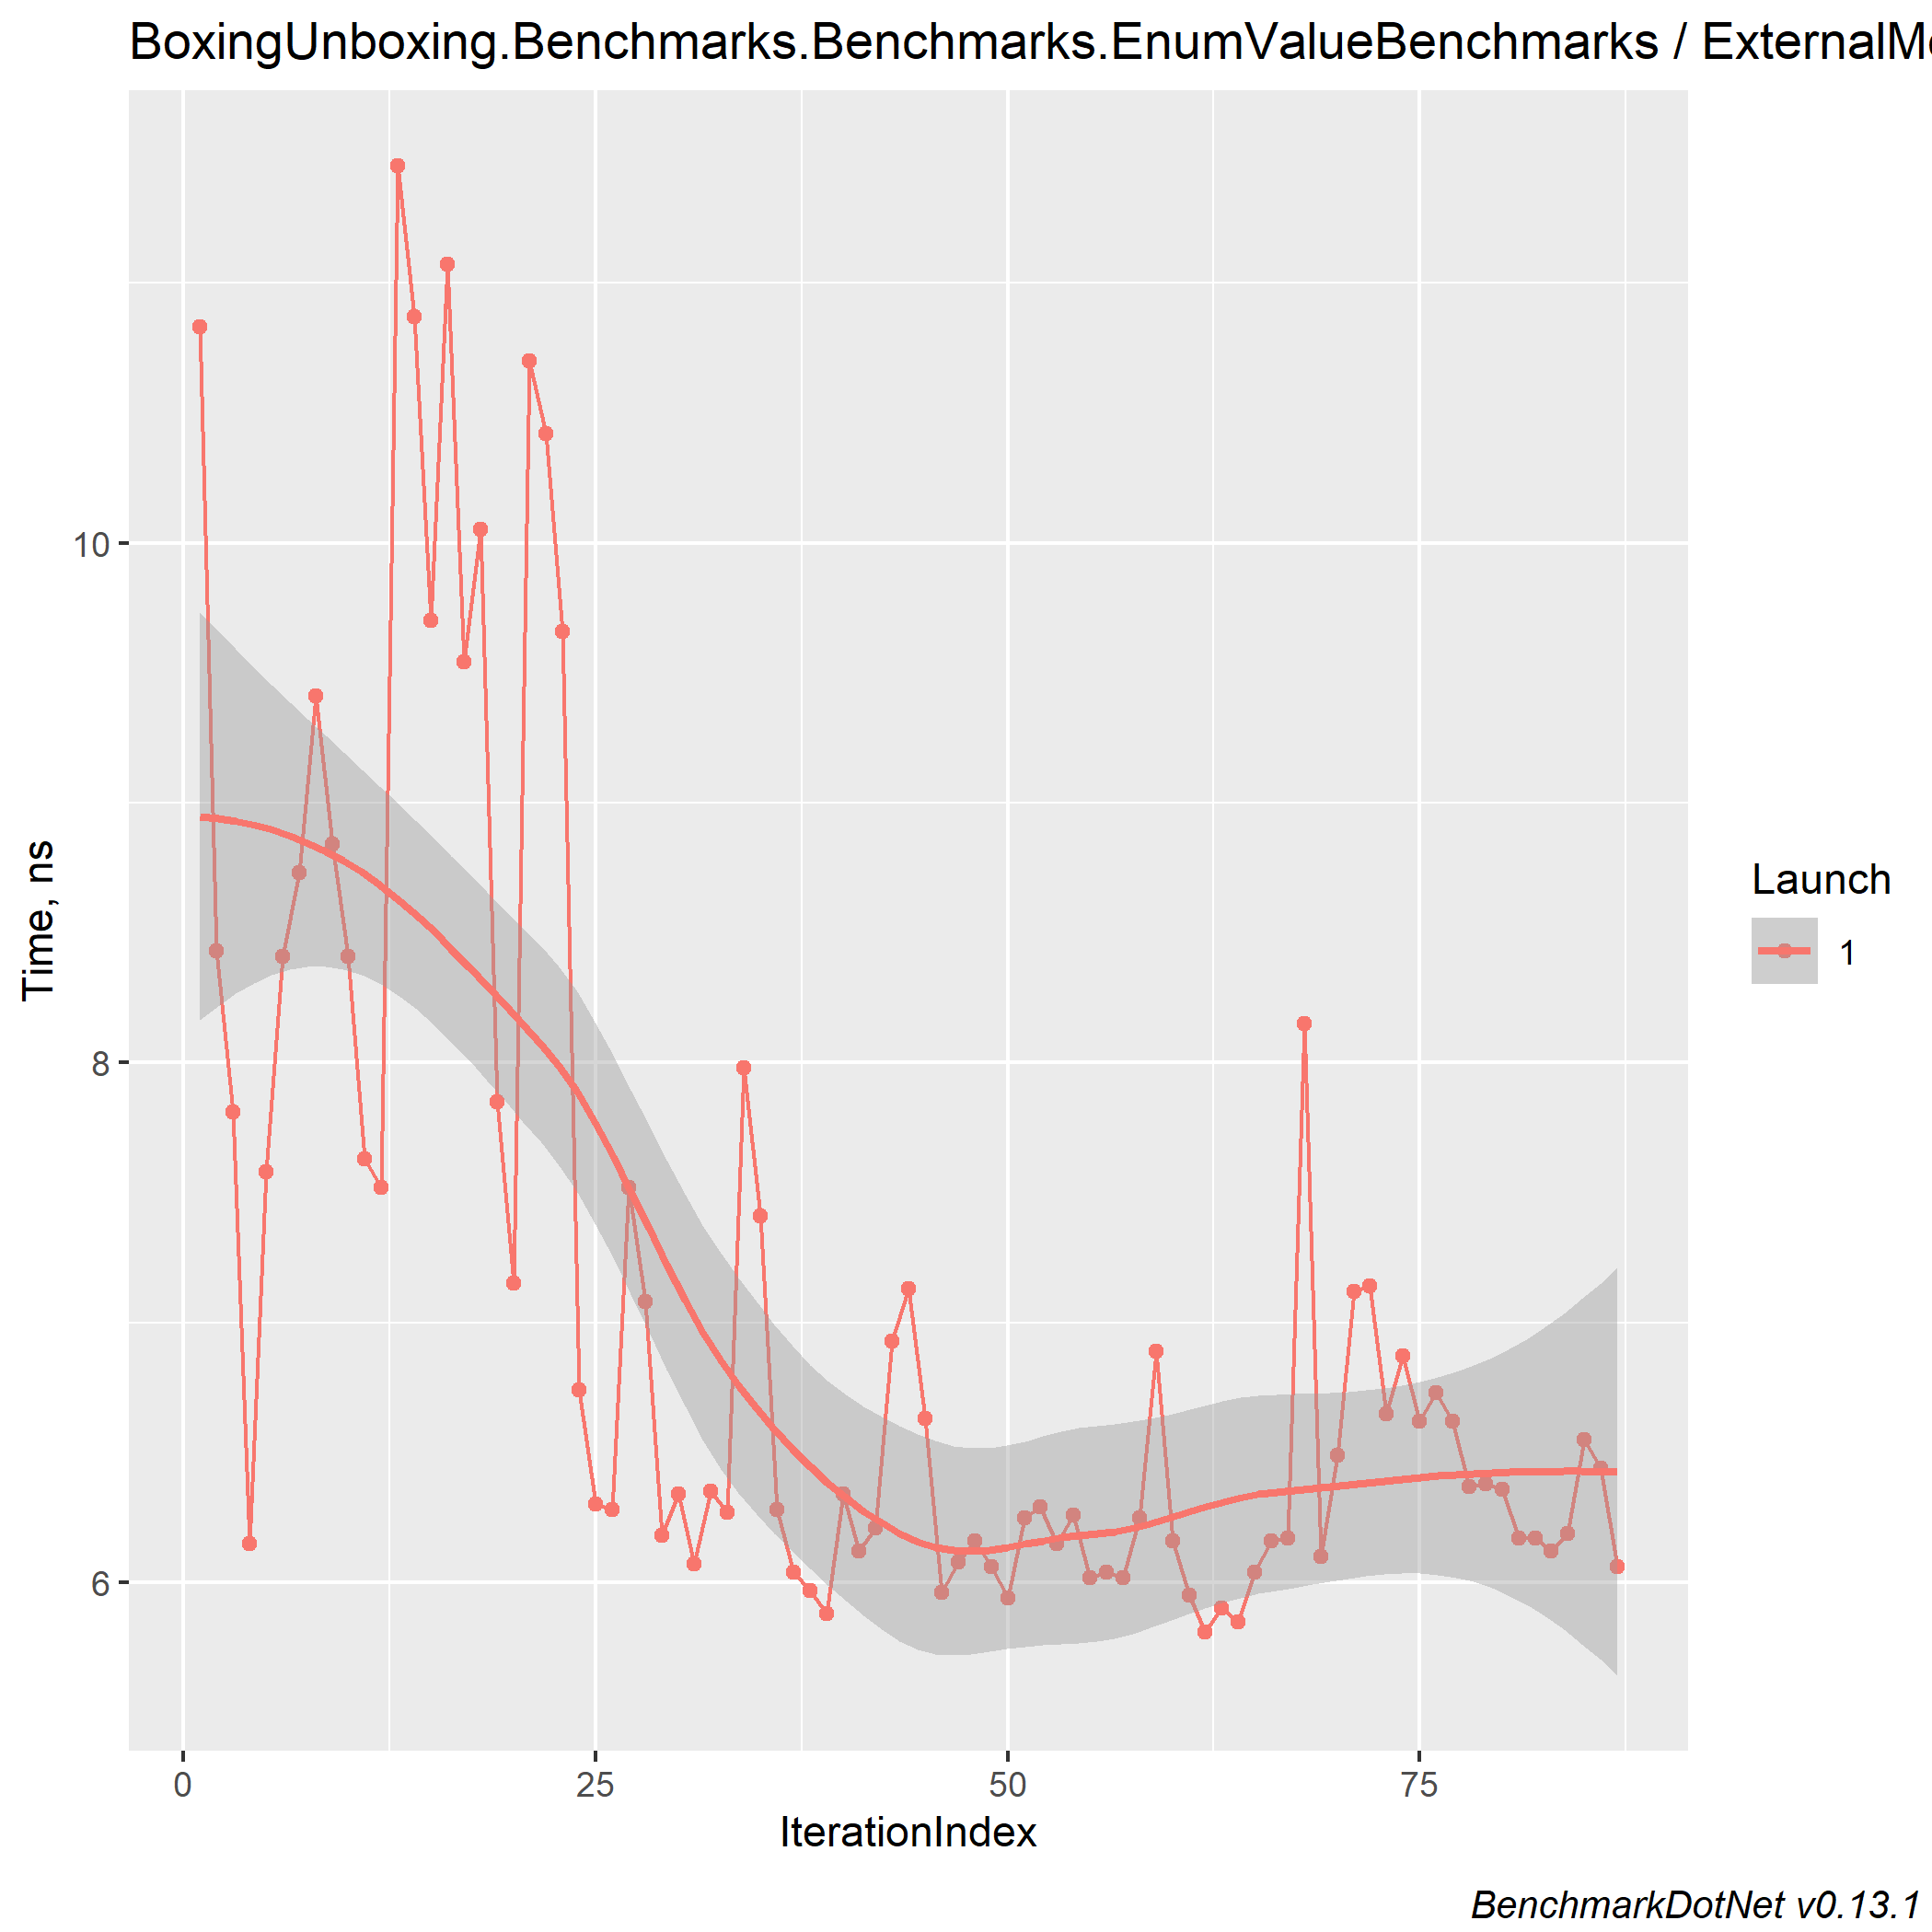 BoxingUnboxing.Benchmarks.Benchmarks.EnumValueBenchmarks / ExternalM
10
8
6
Time, ns
0 25 50 75
IterationIndex
Launch
1
BenchmarkDotNet v0.13.1